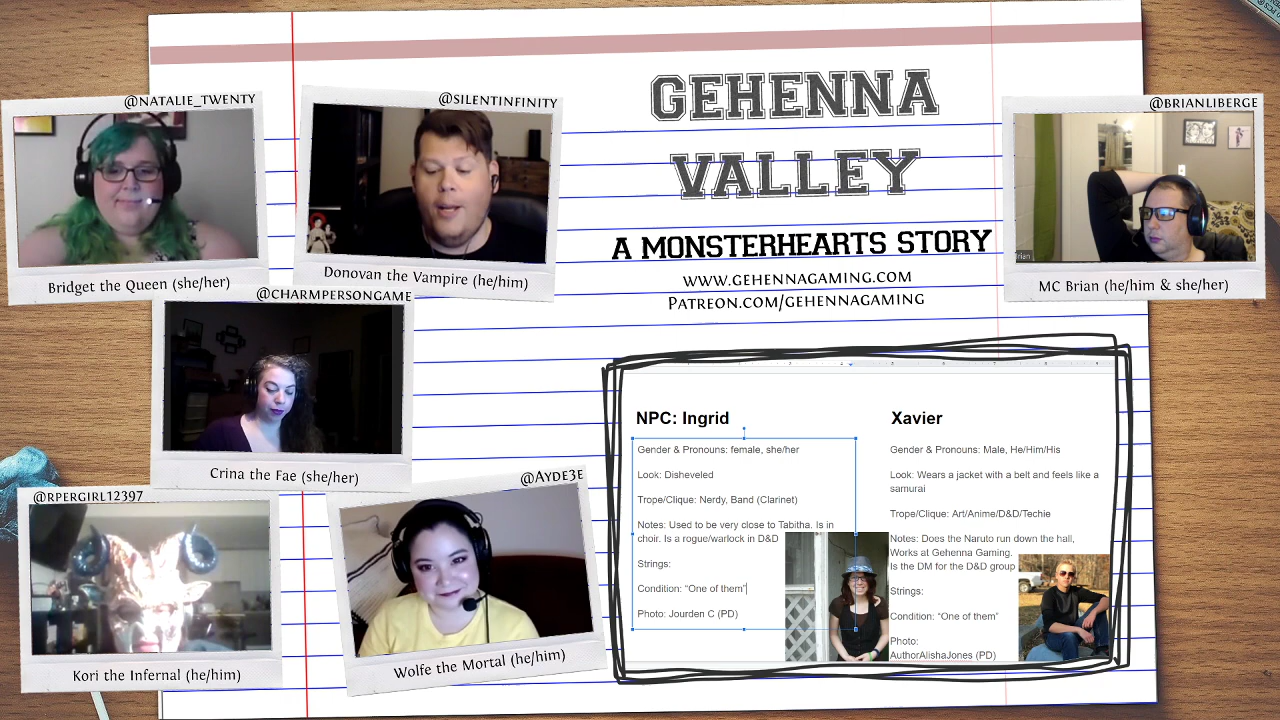 @NATALIE_TWENTY
Bridget the Queen (she/her)
@SILENTINFINITY
Donovan the Vampire (he/him)
GEHENNA
VALLEY
A MONSTERHEARTS STORY
WWW.GEHENNAGAMING.COM
PATREON.COM/GEHENNAGAMING
@BRIANLIBERGE
Brian
MC Brian (he/him & she/her)
@CHARMPERSONGAME
Crina the Fae (she/her)
@RPERGIRL12397
Kori the Infernal (he/him)
@AYDE3E
Wolfe the Mortal (he/him)
NPC: Ingrid
Gender & Pronouns: female, she/her
Look: Disheveled
Trope/Clique: Nerdy, Band (Clarinet)
Notes: Used to be very close to Tabitha. Is in
choir. Is a rogue/warlock in D&D
Strings:
Condition: “One of them”
Photo: Jourden C (PD)
Xavier
Gender & Pronouns: Male, He/Him/His
Look: Wears a jacket with a belt and feels like a
samurai
Trope/Clique: Art/Anime/D&D/Techie
Notes: Does the Naruto run down the hall,
Works at Gehenna Gaming.
Is the DM for the D&D group
Strings:
Condition: “One of them”
Photo:
AuthorAlishaJones (PD)